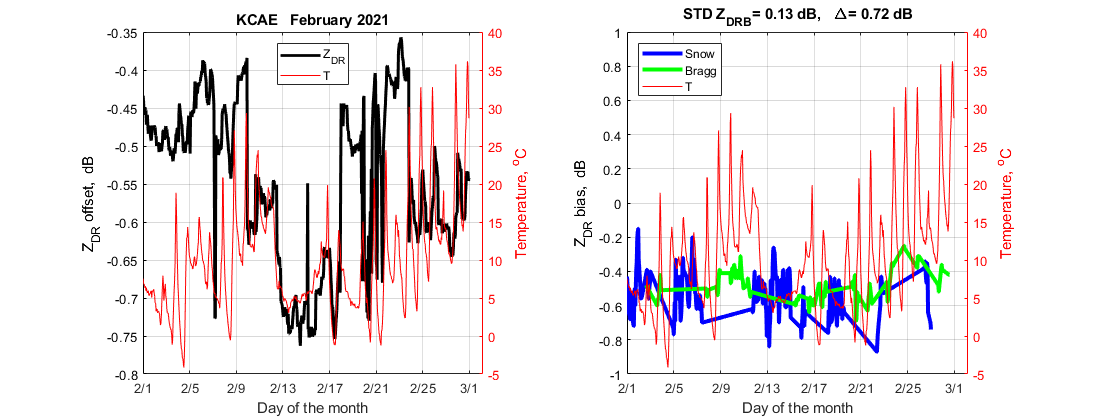 KCAE February 2021
-0.35
-0.4
-0.45
-0.5
-0.55
-0.6
-0.65
-0.7
-0.75
-0.8
Z_DR offset, dB
Z_DR
T
40
35
30
25
20
15
10
5
0
-5
Temperature, °C
2/1 2/5 2/9 2/13 2/17 2/21 2/25 3/1
Day of the month
STD Z_DRB = 0.13 dB, Δ = 0.72 dB
1
0.8
0.6
0.4
0.2
0
-0.2
-0.4
-0.6
-0.8
-1
Z_DR bias, dB
Snow
Bragg
T
40
35
30
25
20
15
10
5
0
-5
Temperature, °C
2/1 2/5 2/9 2/13 2/17 2/21 2/25 3/1
Day of the month